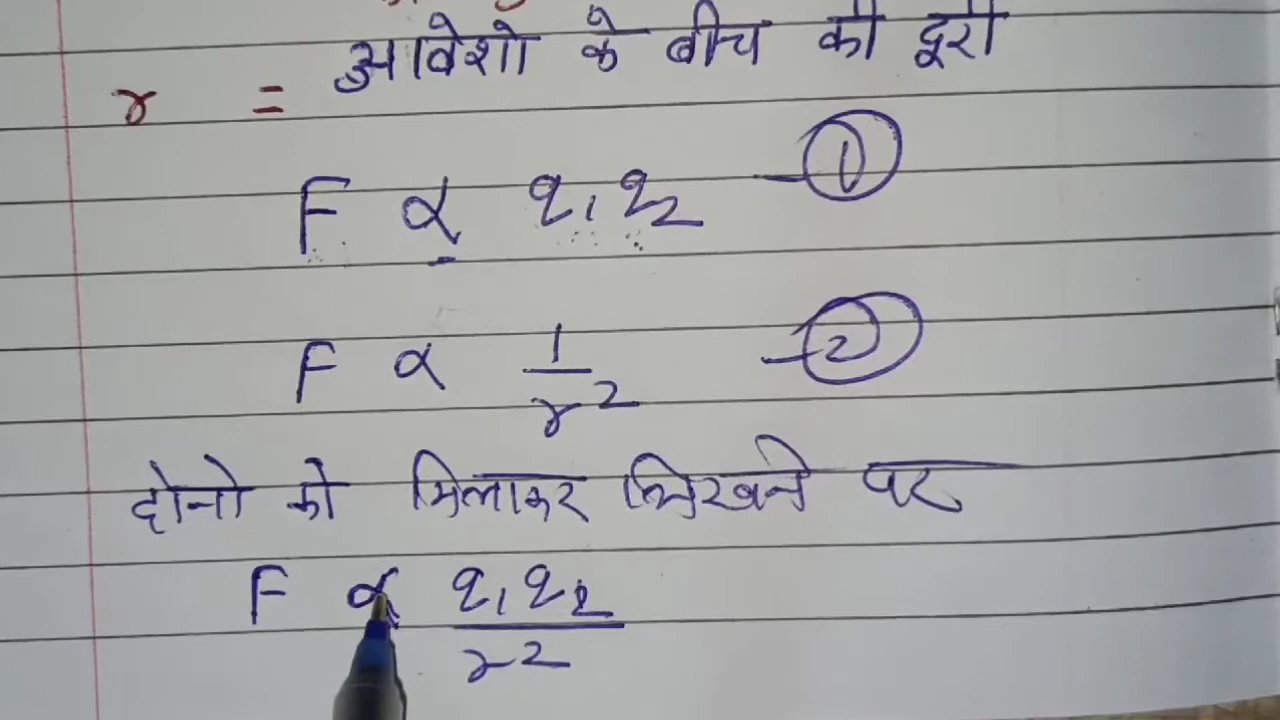 r = आवेशो के बीच की दूरी
F ∝ q₁q₂ —①
F ∝ 1/r² —②
दोनो को मिलाकर लिखने पर
F ∝ q₁q₂/r²